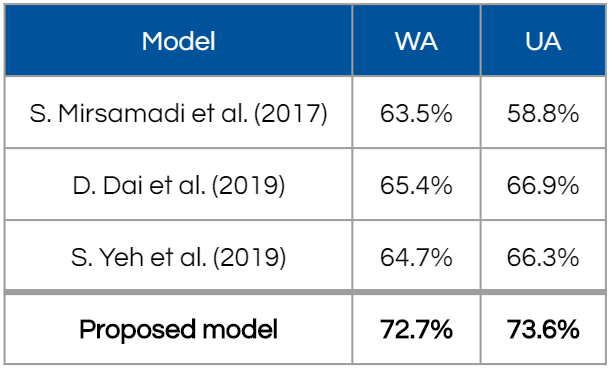 Model WA UA
S. Mirsamadi et al. (2017) 63.5% 58.8%
D. Dai et al. (2019) 65.4% 66.9%
S. Yeh et al. (2019) 64.7% 66.3%
Proposed model 72.7% 73.6%